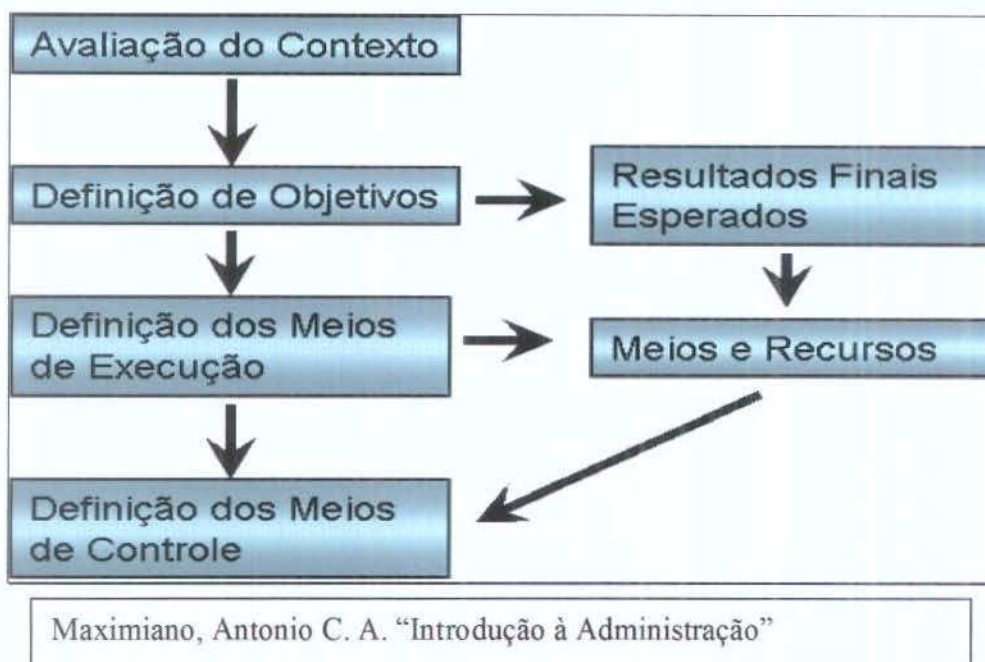 Avaliação do Contexto
Definição de Objetivos
Resultados Finais
Esperados
Definição dos Meios
de Execução
Meios e Recursos
Definição dos Meios
de Controle
Maximiano, Antonio C. A. “Introdução à Administração”